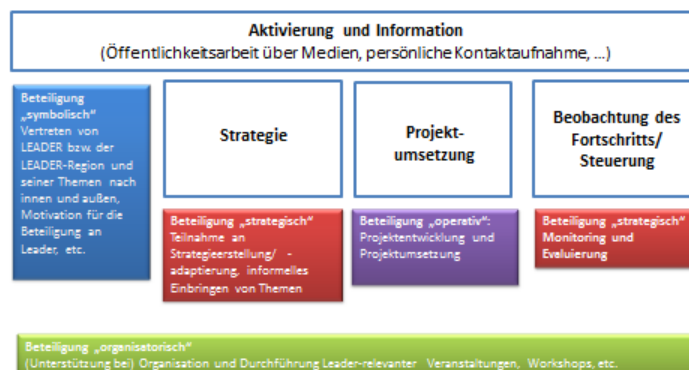 Aktivierung und Information
(Öffentlichkeitsarbeit über Medien, persönliche Kontaktaufnahme, ...)
Beteiligung
„symbolisch“
Vertreten von
LEADER bzw. der
LEADER-Region und
seiner Themen nach
innen und außen,
Motivation für die
Beteiligung an
Leader, etc.
Strategie
Beteiligung „strategisch“
Teilnahme an
Strategieerstellung/ -
adaptierung, informelles
Einbringen von Themen
Projekt-
umsetzung
Beteiligung „operativ“:
Projektentwicklung und
Projektumsetzung
Beobachtung des
Fortschritts/
Steuerung
Beteiligung „strategisch“
Monitoring und
Evaluierung
Beteiligung „organisatorisch“
(Unterstützung bei) Organisation und Durchführung Leader-relevanter Veranstaltungen, Workshops, etc.